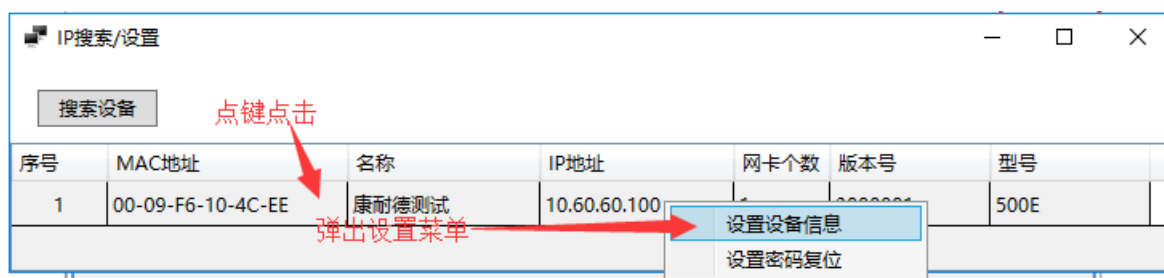 IP搜索/设置
搜索设备
点键点击
序号 MAC地址 名称 IP地址 网卡个数 版本号 型号
1 00-09-F6-10-4C-EE 康耐德测试 10.60.60.100 500E
弹出设置菜单
设置设备信息
设置密码复位